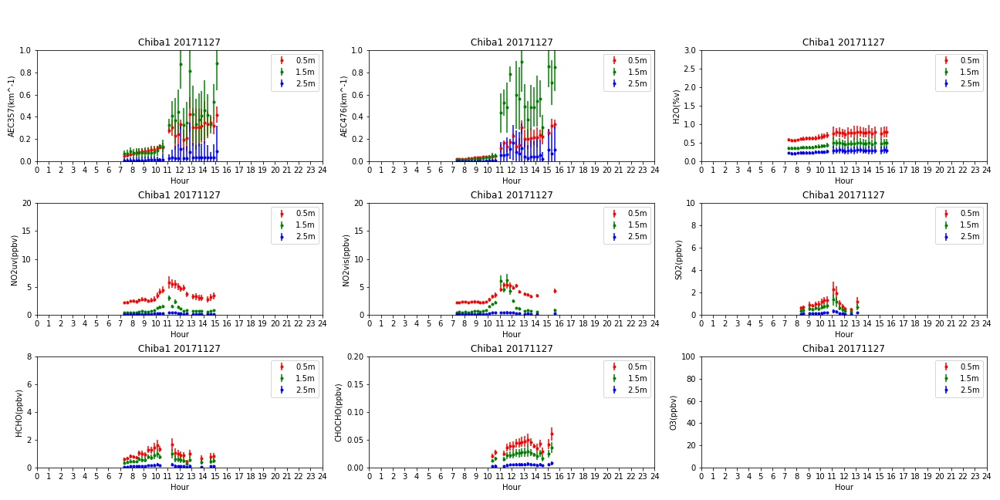 Chiba1 20171127
AEC357(km^-1)
1.0
0.8
0.6
0.4
0.2
0.0
0.5m
1.5m
2.5m
0 1 2 3 4 5 6 7 8 9 10 11 12 13 14 15 16 17 18 19 20 21 22 23 24
Hour
Chiba1 20171127
AEC476(km^-1)
1.0
0.8
0.6
0.4
0.2
0.0
0.5m
1.5m
2.5m
0 1 2 3 4 5 6 7 8 9 10 11 12 13 14 15 16 17 18 19 20 21 22 23 24
Hour
Chiba1 20171127
H2O(%v)
3.0
2.5
2.0
1.5
1.0
0.5
0.0
0.5m
1.5m
2.5m
0 1 2 3 4 5 6 7 8 9 10 11 12 13 14 15 16 17 18 19 20 21 22 23 24
Hour
Chiba1 20171127
NO2uv(ppbv)
20
15
10
5
0
0.5m
1.5m
2.5m
0 1 2 3 4 5 6 7 8 9 10 11 12 13 14 15 16 17 18 19 20 21 22 23 24
Hour
Chiba1 20171127
NO2vis(ppbv)
20
15
10
5
0
0.5m
1.5m
2.5m
0 1 2 3 4 5 6 7 8 9 10 11 12 13 14 15 16 17 18 19 20 21 22 23 24
Hour
Chiba1 20171127
SO2(ppbv)
10
8
6
4
2
0
0.5m
1.5m
2.5m
0 1 2 3 4 5 6 7 8 9 10 11 12 13 14 15 16 17 18 19 20 21 22 23 24
Hour
Chiba1 20171127
HCHO(ppbv)
8
6
4
2
0
0.5m
1.5m
2.5m
0 1 2 3 4 5 6 7 8 9 10 11 12 13 14 15 16 17 18 19 20 21 22 23 24
Hour
Chiba1 20171127
CHOCHO(ppbv)
0.20
0.15
0.10
0.05
0.00
0.5m
1.5m
2.5m
0 1 2 3 4 5 6 7 8 9 10 11 12 13 14 15 16 17 18 19 20 21 22 23 24
Hour
Chiba1 20171127
O3(ppbv)
100
80
60
40
20
0
0.5m
1.5m
2.5m
0 1 2 3 4 5 6 7 8 9 10 11 12 13 14 15 16 17 18 19 20 21 22 23 24
Hour